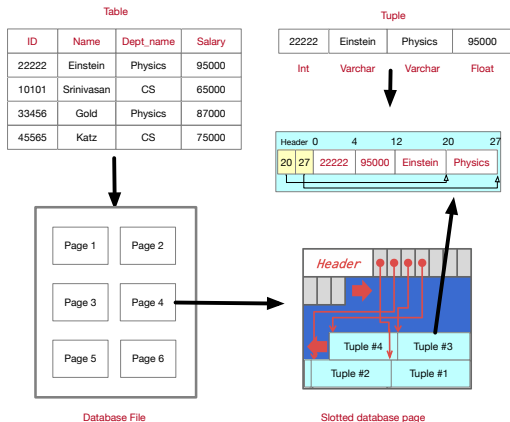 Table
ID Name Dept_name Salary
22222 Einstein Physics 95000
10101 Srinivasan CS 65000
33456 Gold Physics 87000
45565 Katz CS 75000
Tuple
22222 Einstein Physics 95000
Int Varchar Varchar Float
Header 0 4 12 20 27
20 27 22222 95000 Einstein Physics
Page 1 Page 2
Page 3 Page 4
Page 5 Page 6
Database File
Header
Tuple #4 Tuple #3
Tuple #2 Tuple #1
Slotted database page